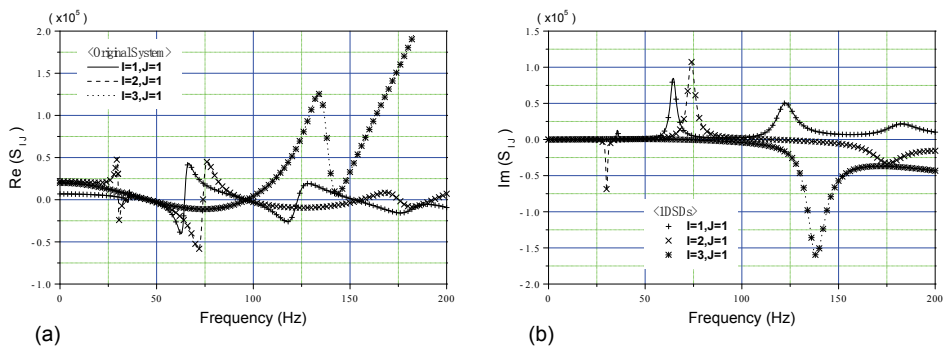 ( x10⁵ )
2.0
1.5
1.0
0.5
0.0
-0.5
-1.0
Re (S I J )
<OriginalSystem>
I=1,J=1
I=2,J=1
I=3,J=1
0 50 100 150 200
Frequency (Hz)
(a)
( x10⁵ )
1.5
1.0
0.5
0.0
-0.5
-1.0
-1.5
-2.0
Im (S I J )
<1DSDs>
I=1,J=1
I=2,J=1
I=3,J=1
0 50 100 150 200
Frequency (Hz)
(b)